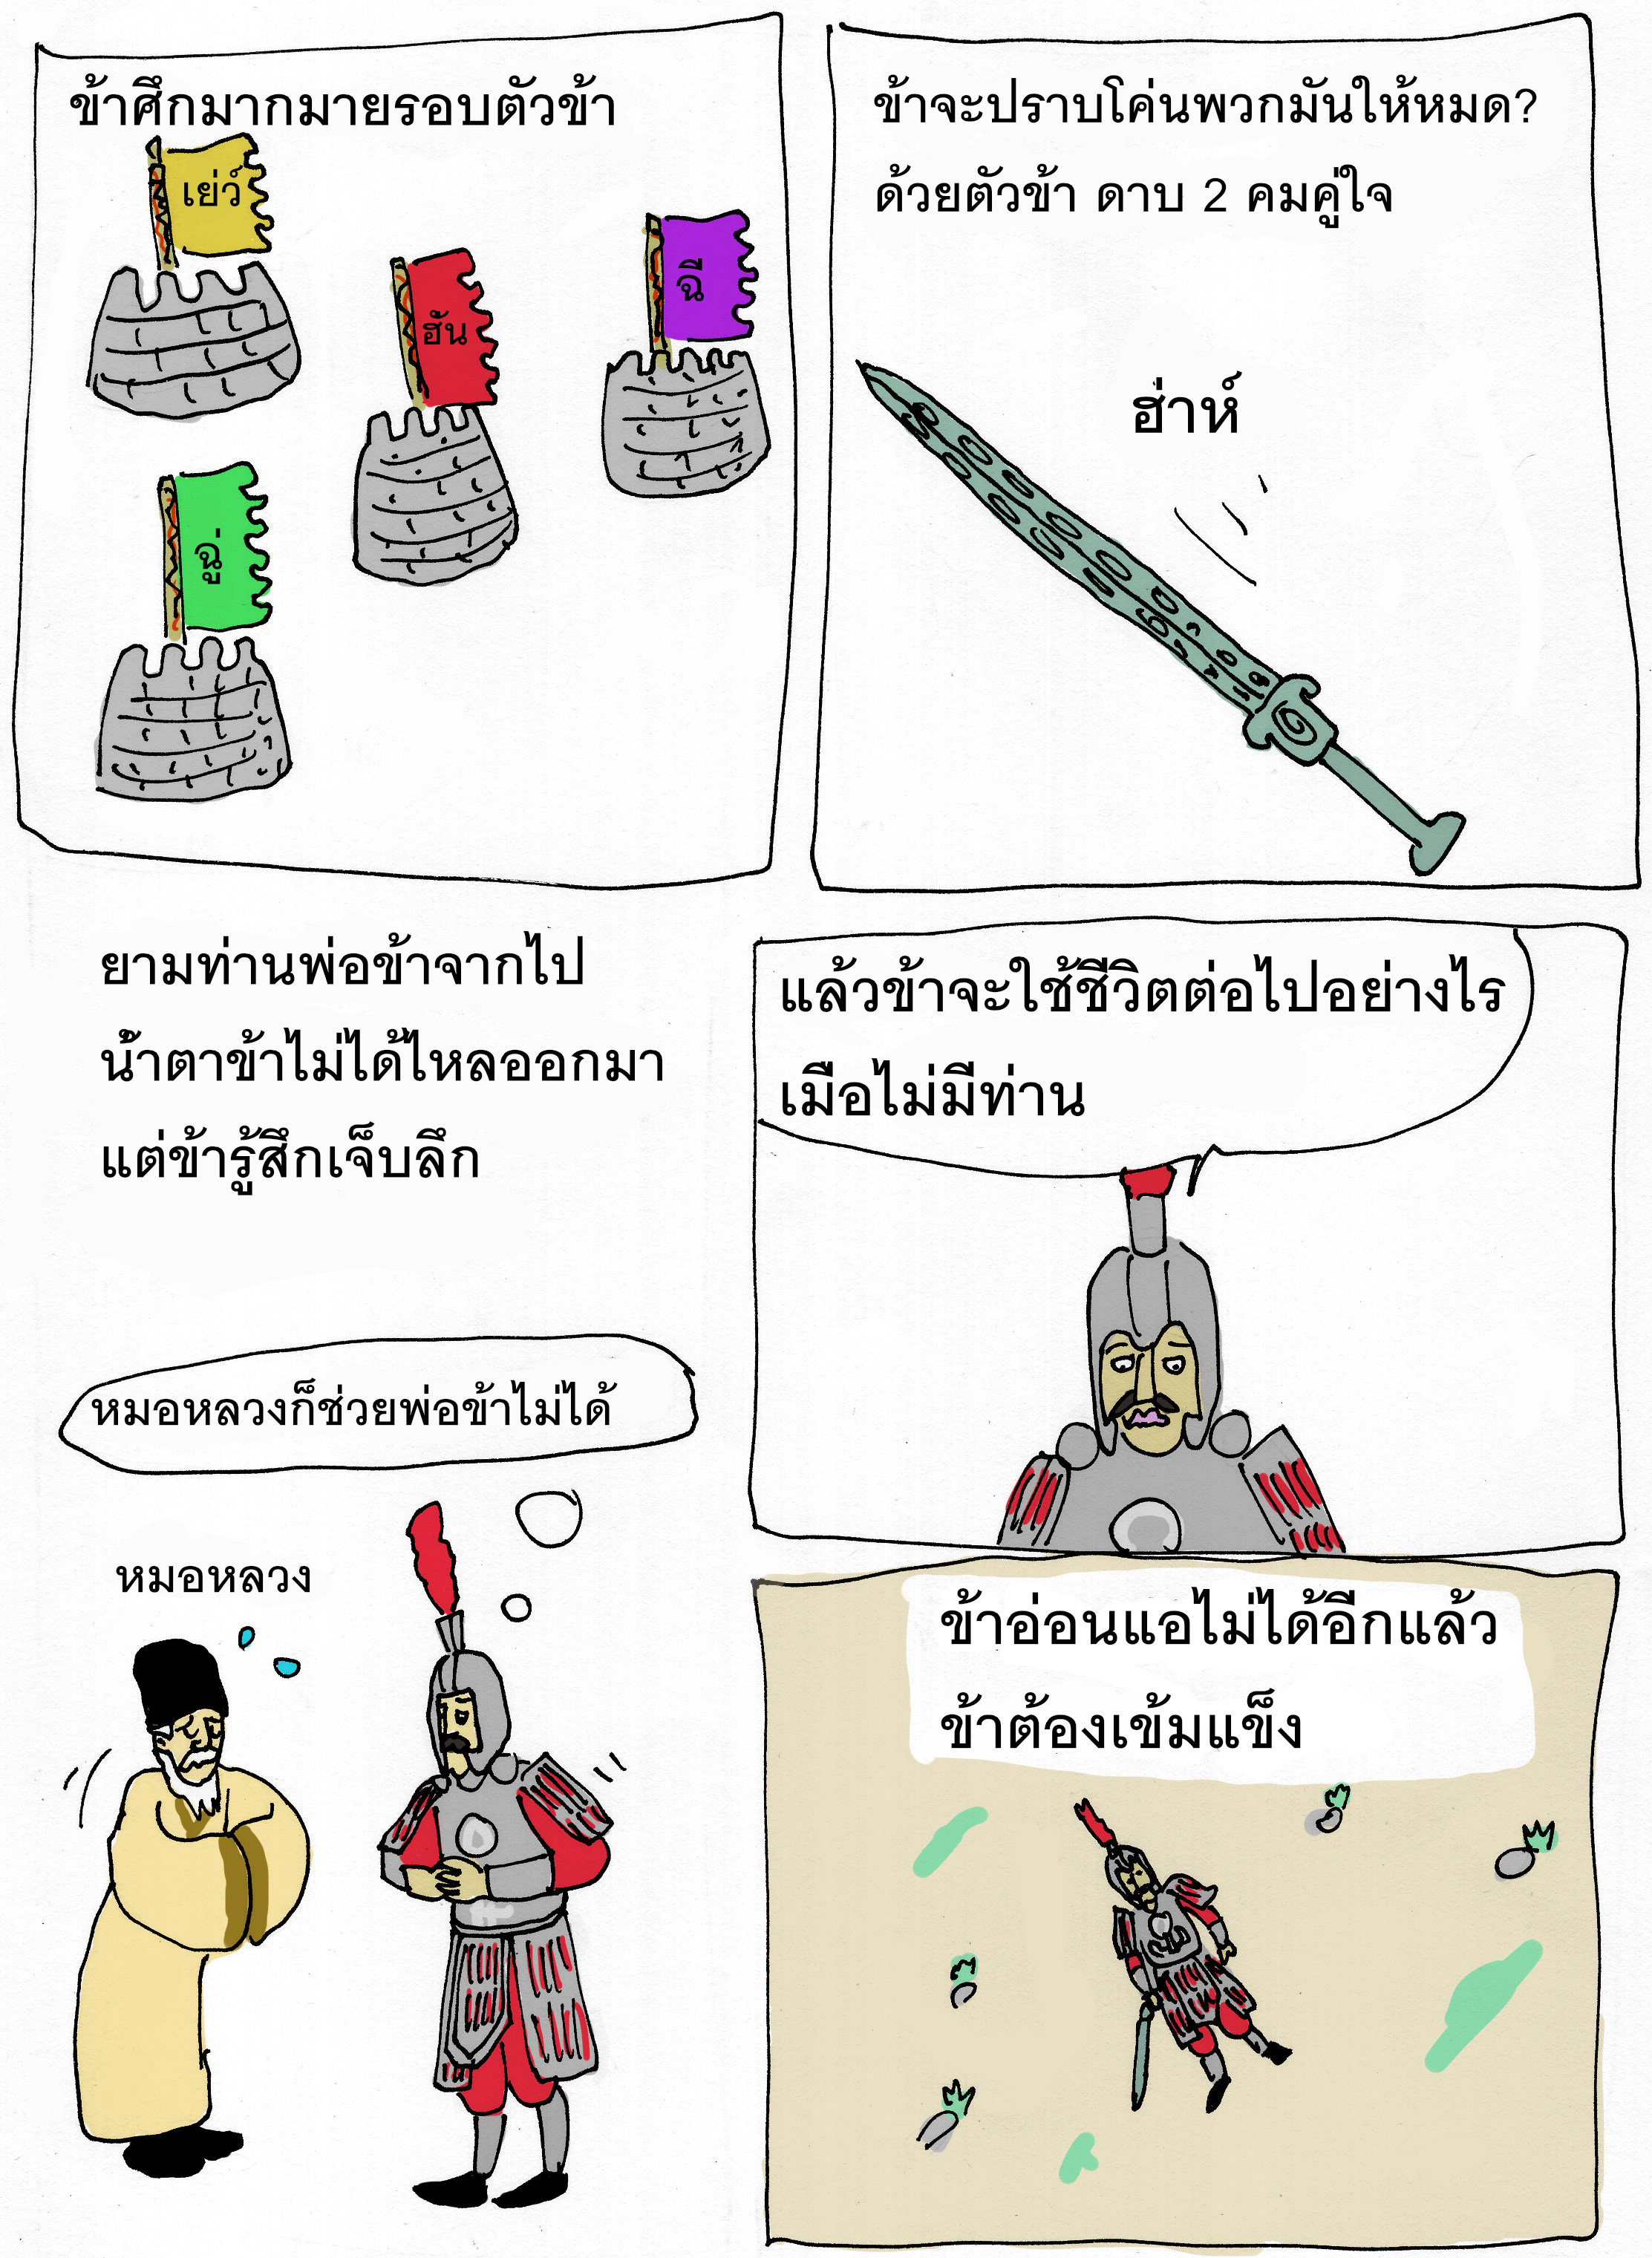 ข้าศึกมากมายรอบตัวข้า
เย่ว์
ฮั่น
ฉี
ฉู่
ข้าจะปราบโค่นพวกมันให้หมด?
ด้วยตัวข้า ดาบ 2 คมคู่ใจ
ฮ่าห์
ยามท่านพ่อข้าจากไป
น้ำตาข้าไม่ได้ไหลออกมา
แต่ข้ารู้สึกเจ็บลึก
แล้วข้าจะใช้ชีวิตต่อไปอย่างไร
เมือไม่มีท่าน
หมอหลวงก็ช่วยพ่อข้าไม่ได้
หมอหลวง
ข้าอ่อนแอไม่ได้อีกแล้ว
ข้าต้องเข้มแข็ง